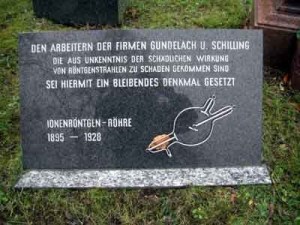 DEN ARBEITERN DER FIRMEN GUNDELACH U. SCHILLING
DIE AUS UNKENNTNIS DER SCHÄDLICHEN WIRKUNG
VON RÖNTGENSTRAHLEN ZU SCHADEN GEKOMMEN SIND
SEI HIERMIT EIN BLEIBENDES DENKMAL GESETZT
IONENRÖNTGEN-RÖHRE
1895 — 1920